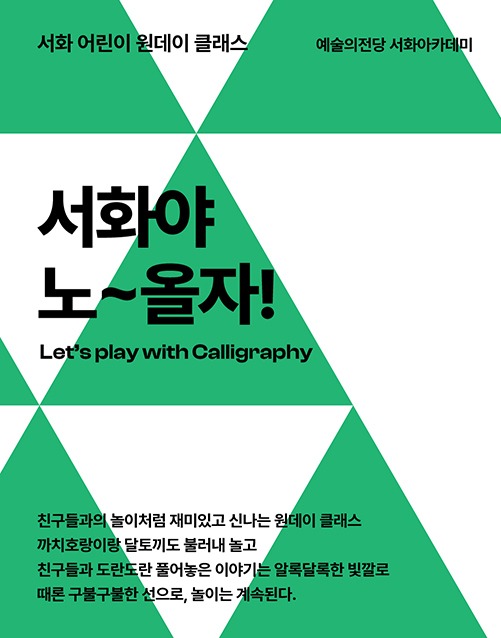 서화 어린이 원데이 클래스
예술의전당 서화아카데미
서화야
노~올자!
Let's play with Calligraphy
친구들과의 놀이처럼 재미있고 신나는 원데이 클래스
까치호랑이랑 달토끼도 불러내 놀고
친구들과 도란도란 풀어놓은 이야기는 알록달록한 빛깔로
때론 구불구불한 선으로, 놀이는 계속된다.